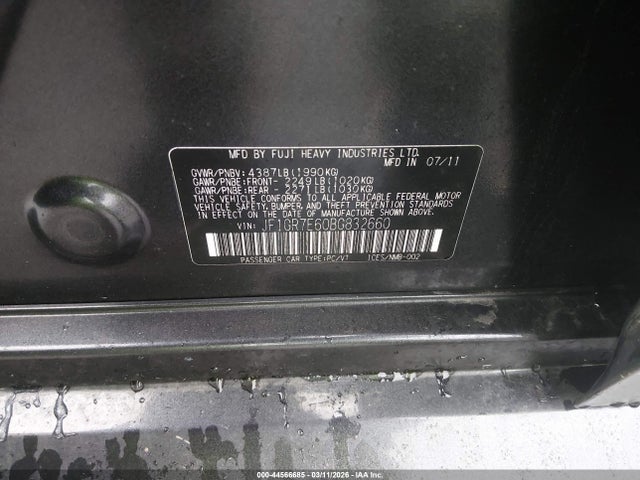 MFD BY FUJI HEAVY INDUSTRIES LTD.
MFD IN 07/11
GVWR/PNBV: 4387LB(1990KG)
GAWR/PNBE:FRONT- 2249LB(1020KG)
GAWR/PNBE:REAR - 2271LB(1030KG)
THIS VEHICLE CONFORMS TO ALL APPLICABLE FEDERAL MOTOR
VEHICLE SAFETY,BUMPER,AND THEFT PREVENTION STANDARDS IN
EFFECT ON THE DATE OF MANUFACTURE SHOWN ABOVE.
VIN: JF1GR7E60BG832660
PASSENGER CAR TYPE:PC/VT ICES/NMB-002
000-44566685 - 03/11/2026 - © IAA Holdings, LLC